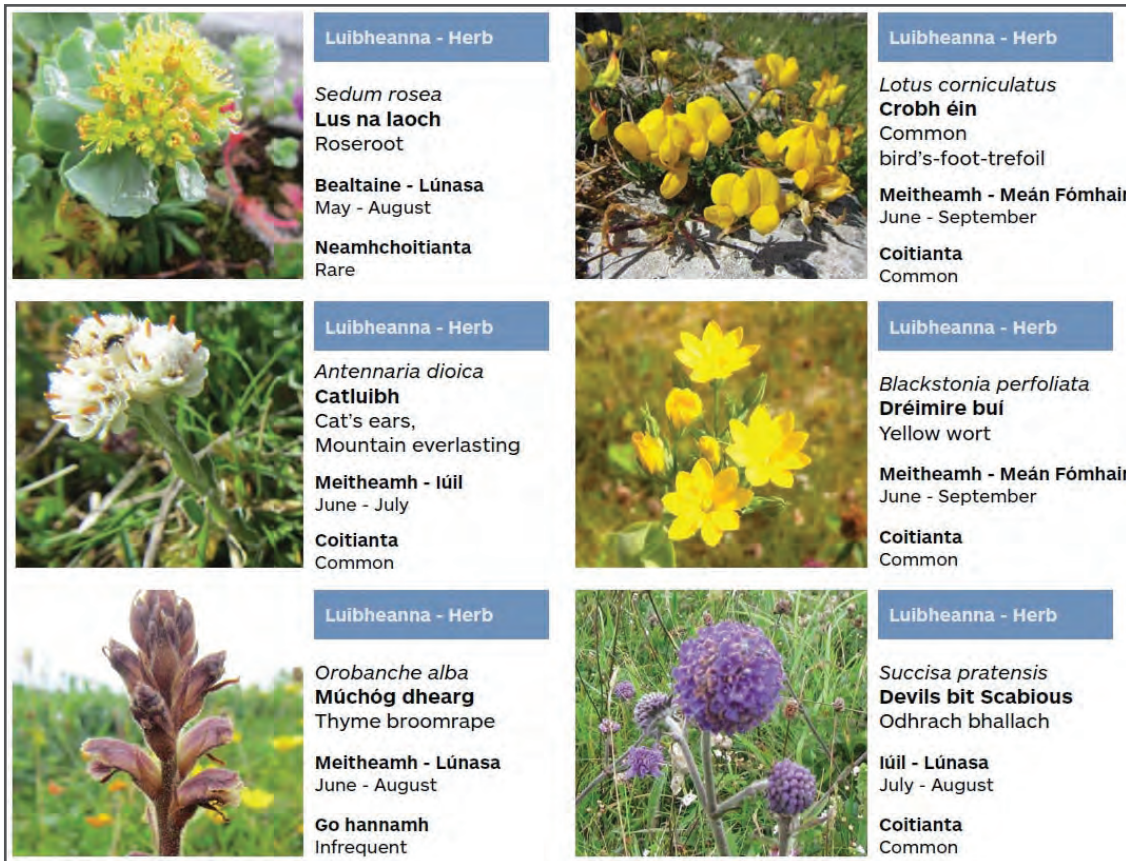 Luibheanna - Herb
Sedum rosea
Lus na laoch
Roseroot
Bealtaine - Lúnasa
May - August
Neamhchoitianta
Rare
Luibheanna - Herb
Lotus corniculatus
Crobh éin
Common
bird's-foot-trefoil
Meitheamh - Meán Fómhair
June - September
Coitianta
Common
Luibheanna - Herb
Antennaria dioica
Catluibh
Cat's ears,
Mountain everlasting
Meitheamh - Iúil
June - July
Coitianta
Common
Luibheanna - Herb
Blackstonia perfoliata
Dréimire buí
Yellow wort
Meitheamh - Meán Fómhair
June - September
Coitianta
Common
Luibheanna - Herb
Orobanche alba
Múchóg dhearg
Thyme broomrape
Meitheamh - Lúnasa
June - August
Go hannamh
Infrequent
Luibheanna - Herb
Succisa pratensis
Devils bit Scabious
Odhrach bhallach
Iúil - Lúnasa
July - August
Coitianta
Common